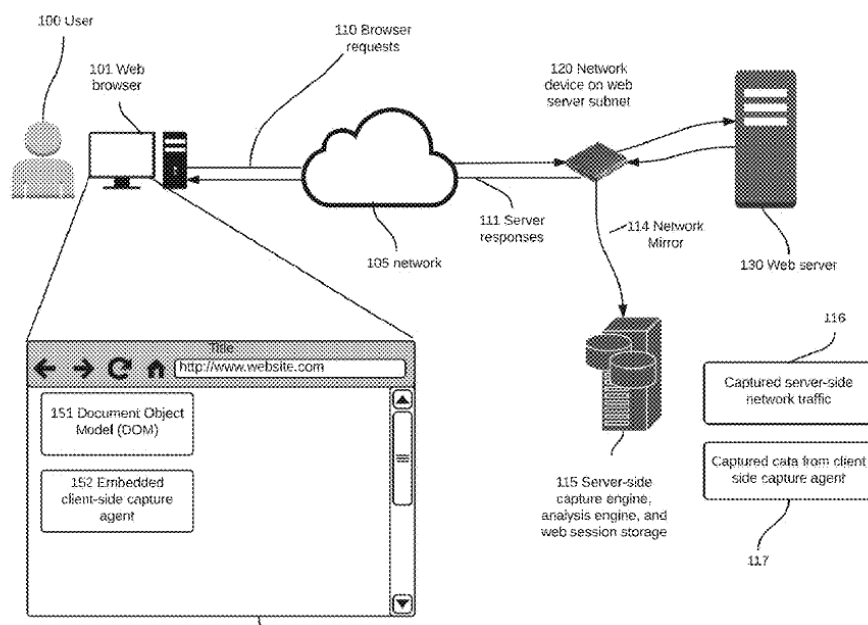 100 User
110 Browser
requests
101 Web
browser
120 Network
device on web
server subnet
111 Server
responses
105 network
114 Network
Mirror
130 Web server
Title
http://www.website.com
151 Document Object
Model (DOM)
152 Embedded
client-side capture
agent
115 Server-side
capture engine,
analysis engine, and
web session storage
116
Captured server-side
network traffic
Captured cata from client
side capture agent
117